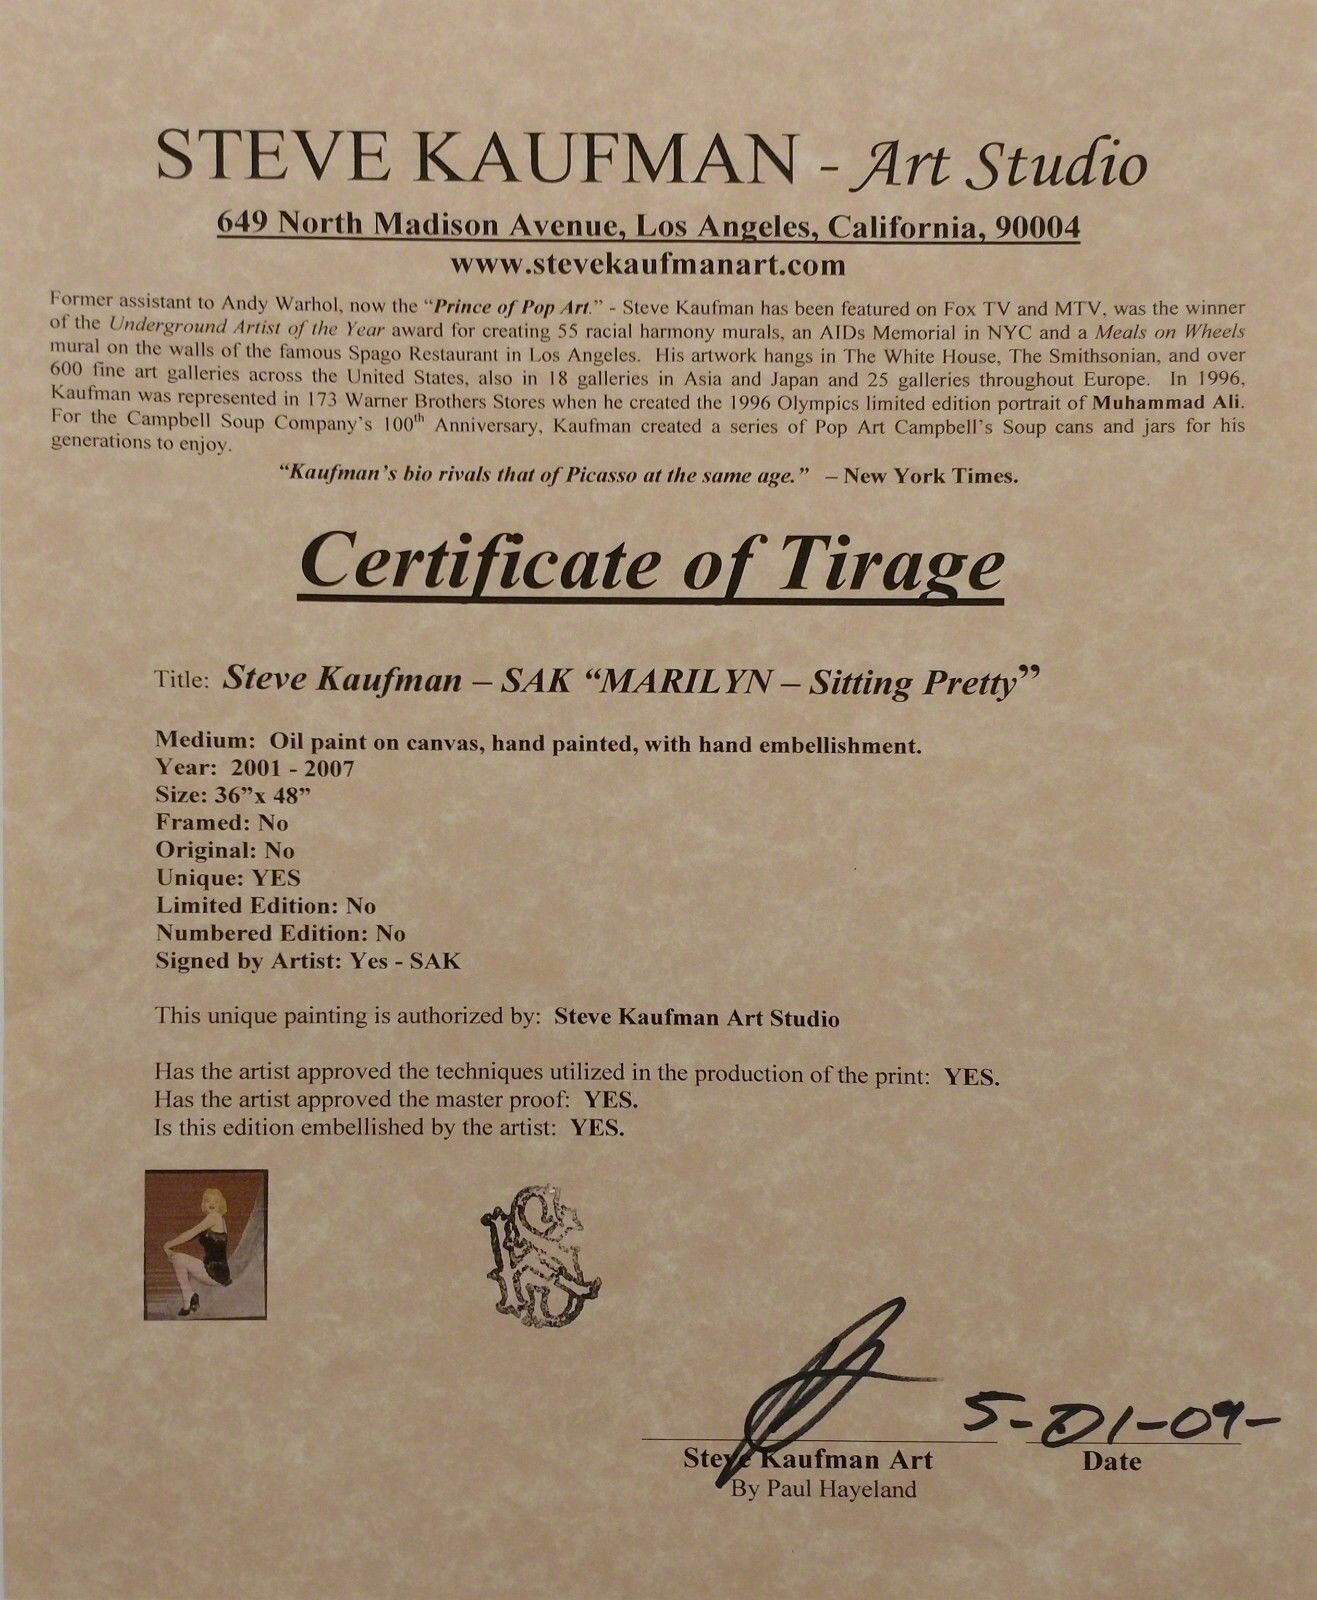 STEVE KAUFMAN - Art Studio
649 North Madison Avenue, Los Angeles, California, 90004
www.stevekaufmanart.com
Former assistant to Andy Warhol, now the “Prince of Pop Art.” - Steve Kaufman has been featured on Fox TV and MTV, was the winner
of the Underground Artist of the Year award for creating 55 racial harmony murals, an AIDs Memorial in NYC and a Meals on Wheels
mural on the walls of the famous Spago Restaurant in Los Angeles. His artwork hangs in The White House, The Smithsonian, and over
600 fine art galleries across the United States, also in 18 galleries in Asia and Japan and 25 galleries throughout Europe. In 1996,
Kaufman was represented in 173 Warner Brothers Stores when he created the 1996 Olympics limited edition portrait of Muhammad Ali.
For the Campbell Soup Company’s 100th Anniversary, Kaufman created a series of Pop Art Campbell’s Soup cans and jars for his
generations to enjoy.
“Kaufman’s bio rivals that of Picasso at the same age.” – New York Times.
Certificate of Tirage
Title: Steve Kaufman – SAK “MARILYN – Sitting Pretty”
Medium: Oil paint on canvas, hand painted, with hand embellishment.
Year: 2001 - 2007
Size: 36”x 48”
Framed: No
Original: No
Unique: YES
Limited Edition: No
Numbered Edition: No
Signed by Artist: Yes - SAK
This unique painting is authorized by: Steve Kaufman Art Studio
Has the artist approved the techniques utilized in the production of the print: YES.
Has the artist approved the master proof: YES.
Is this edition embellished by the artist: YES.
5-01-09-
Steve Kaufman Art Date
By Paul Hayeland